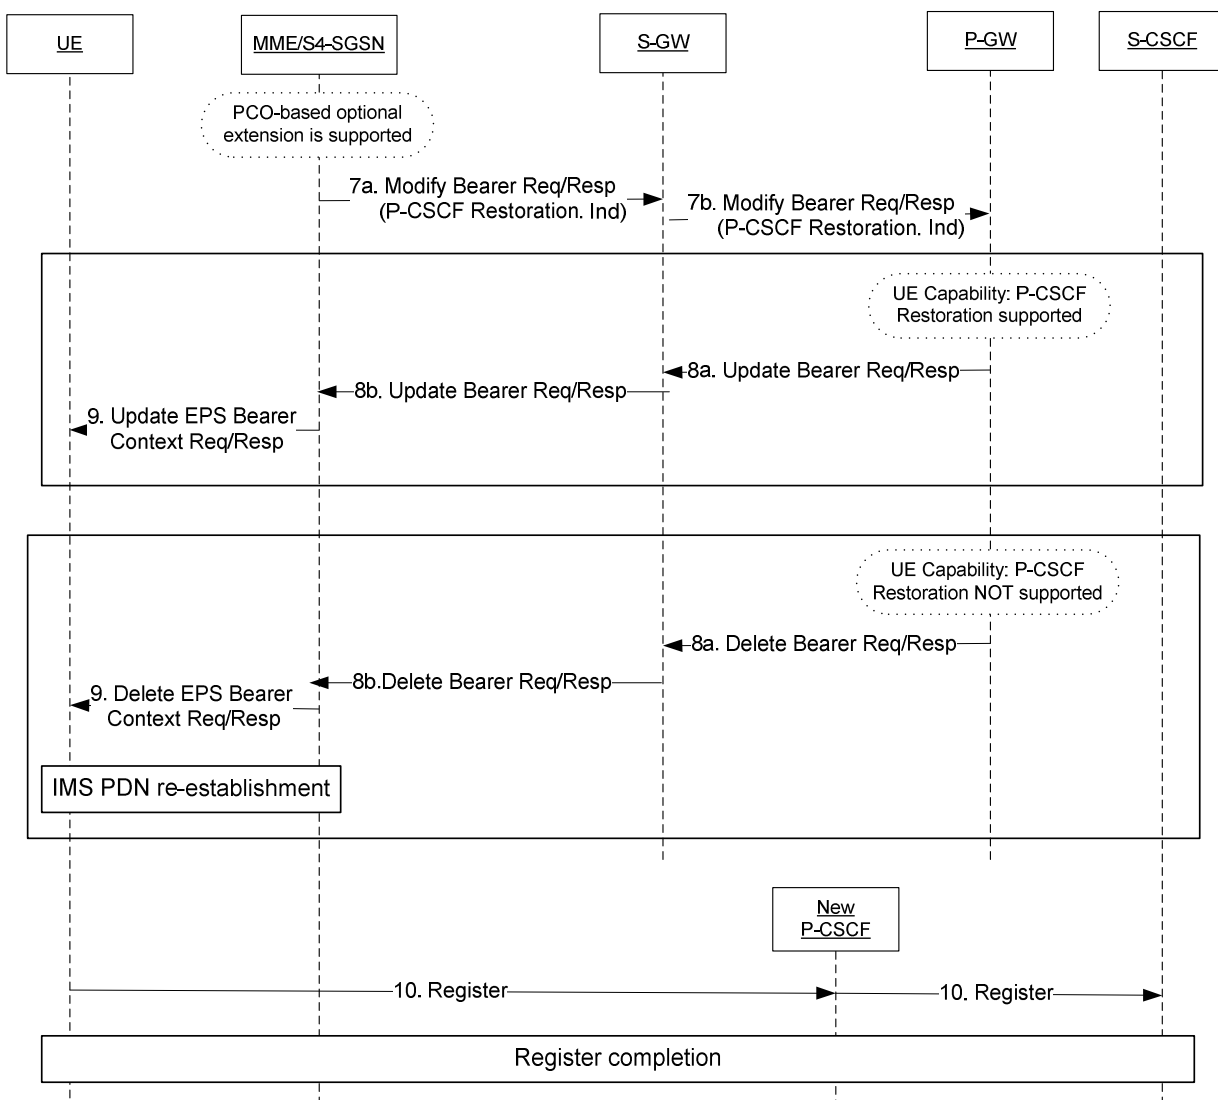 UE
MME/S4-SGSN
S-GW
P-GW
S-CSCF
PCO-based optional
extension is supported
7a. Modify Bearer Req/Resp
(P-CSCF Restoration. Ind)
7b. Modify Bearer Req/Resp
(P-CSCF Restoration. Ind)
UE Capability: P-CSCF
Restoration supported
8a. Update Bearer Req/Resp
8b. Update Bearer Req/Resp
9. Update EPS Bearer
Context Req/Resp
UE Capability: P-CSCF
Restoration NOT supported
8a. Delete Bearer Req/Resp
8b.Delete Bearer Req/Resp
9. Delete EPS Bearer
Context Req/Resp
IMS PDN re-establishment
New
P-CSCF
10. Register
10. Register
Register completion